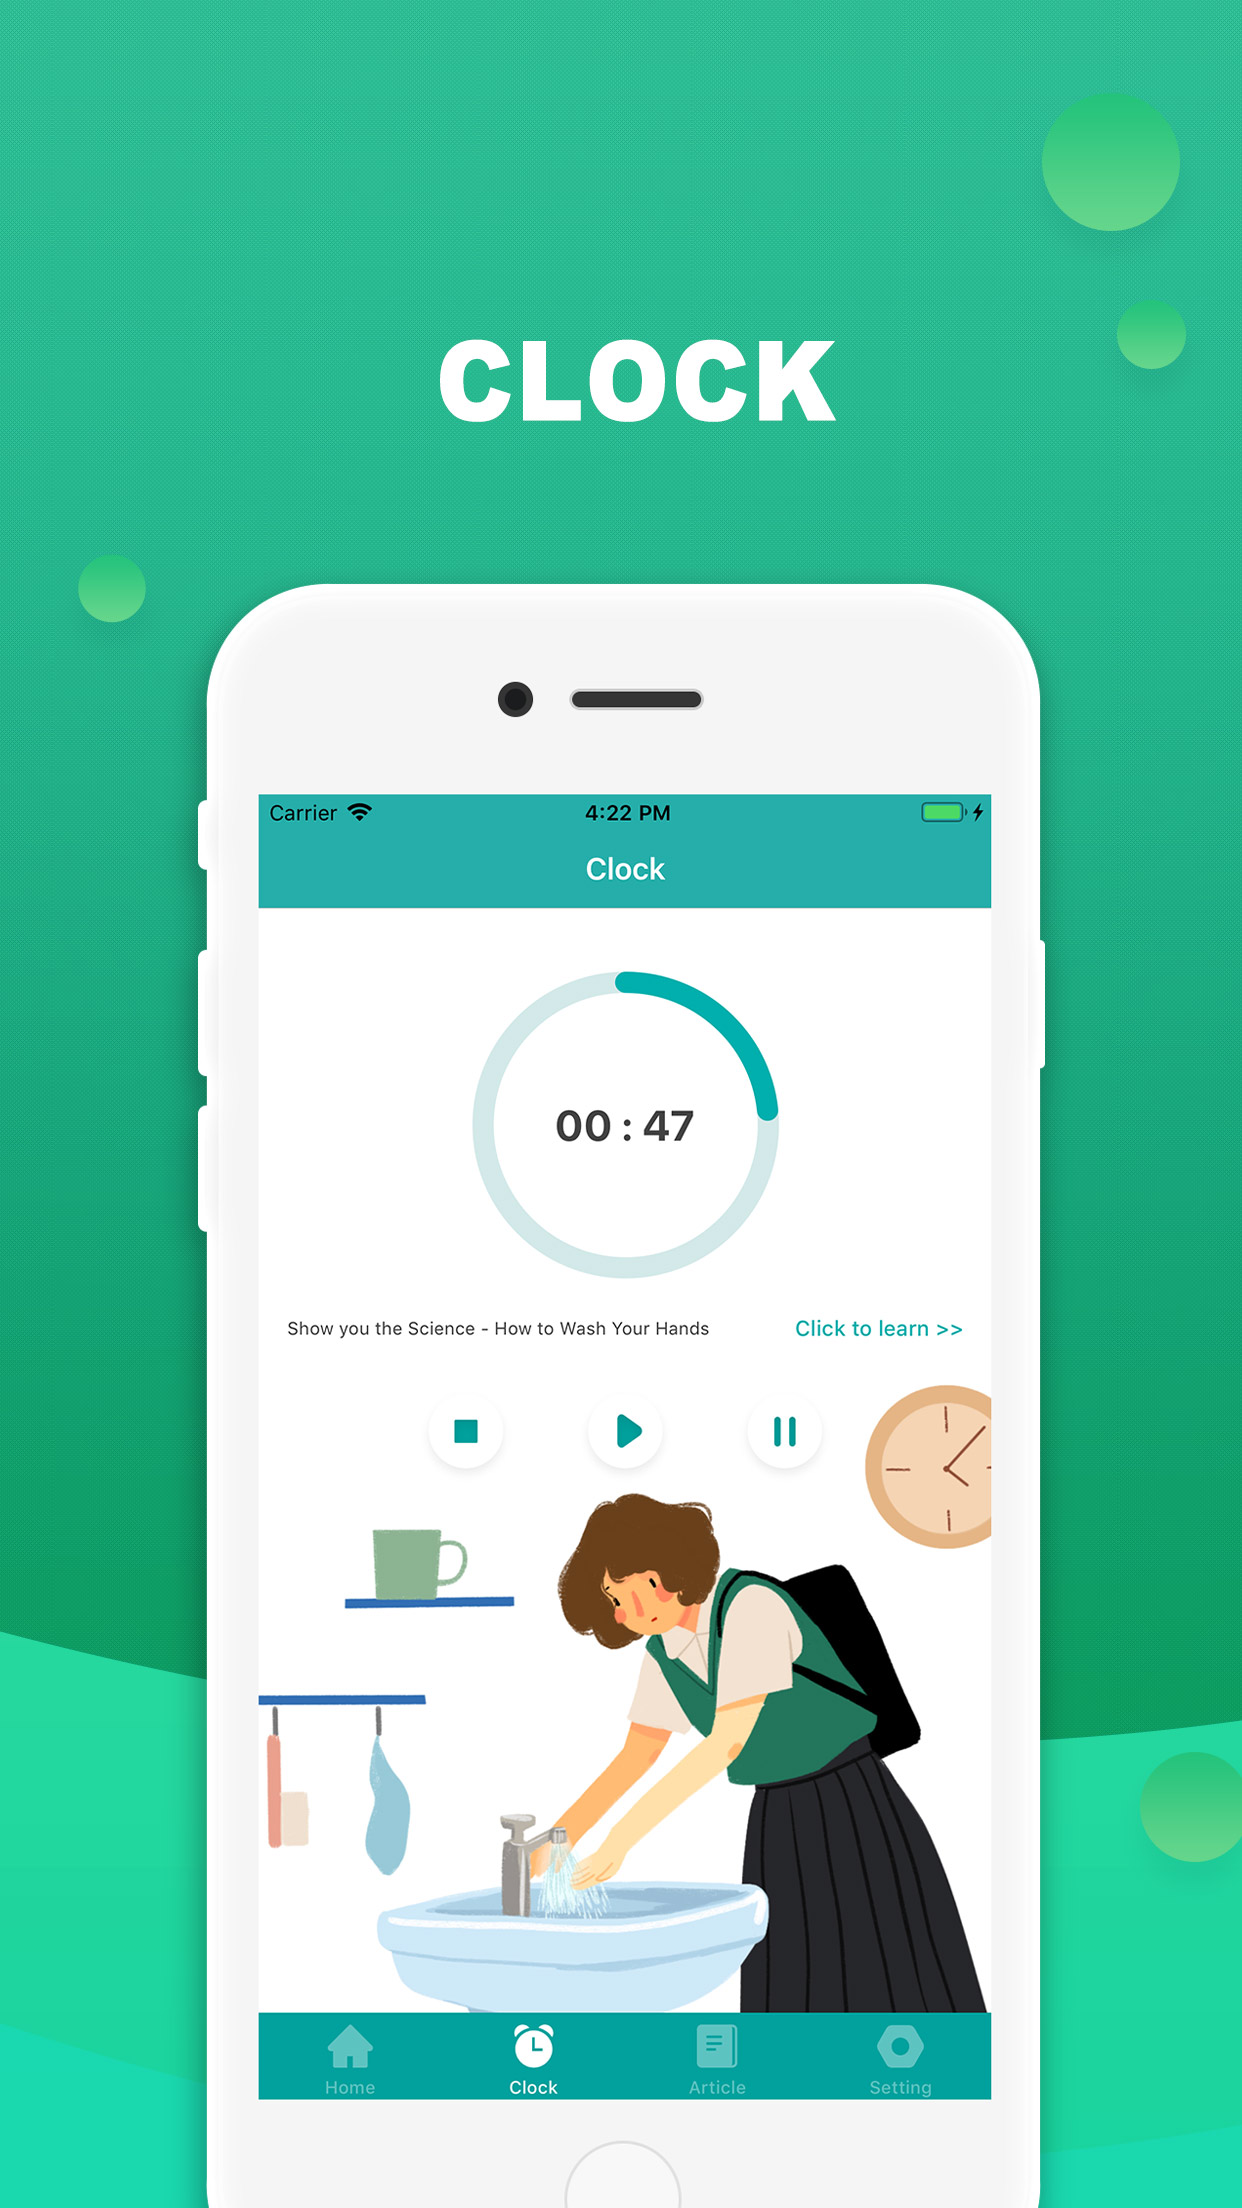 CLOCK
Carrier 4:22 PM
Clock
00 : 47
Show you the Science - How to Wash Your Hands Click to learn >>
Home Clock Article Setting